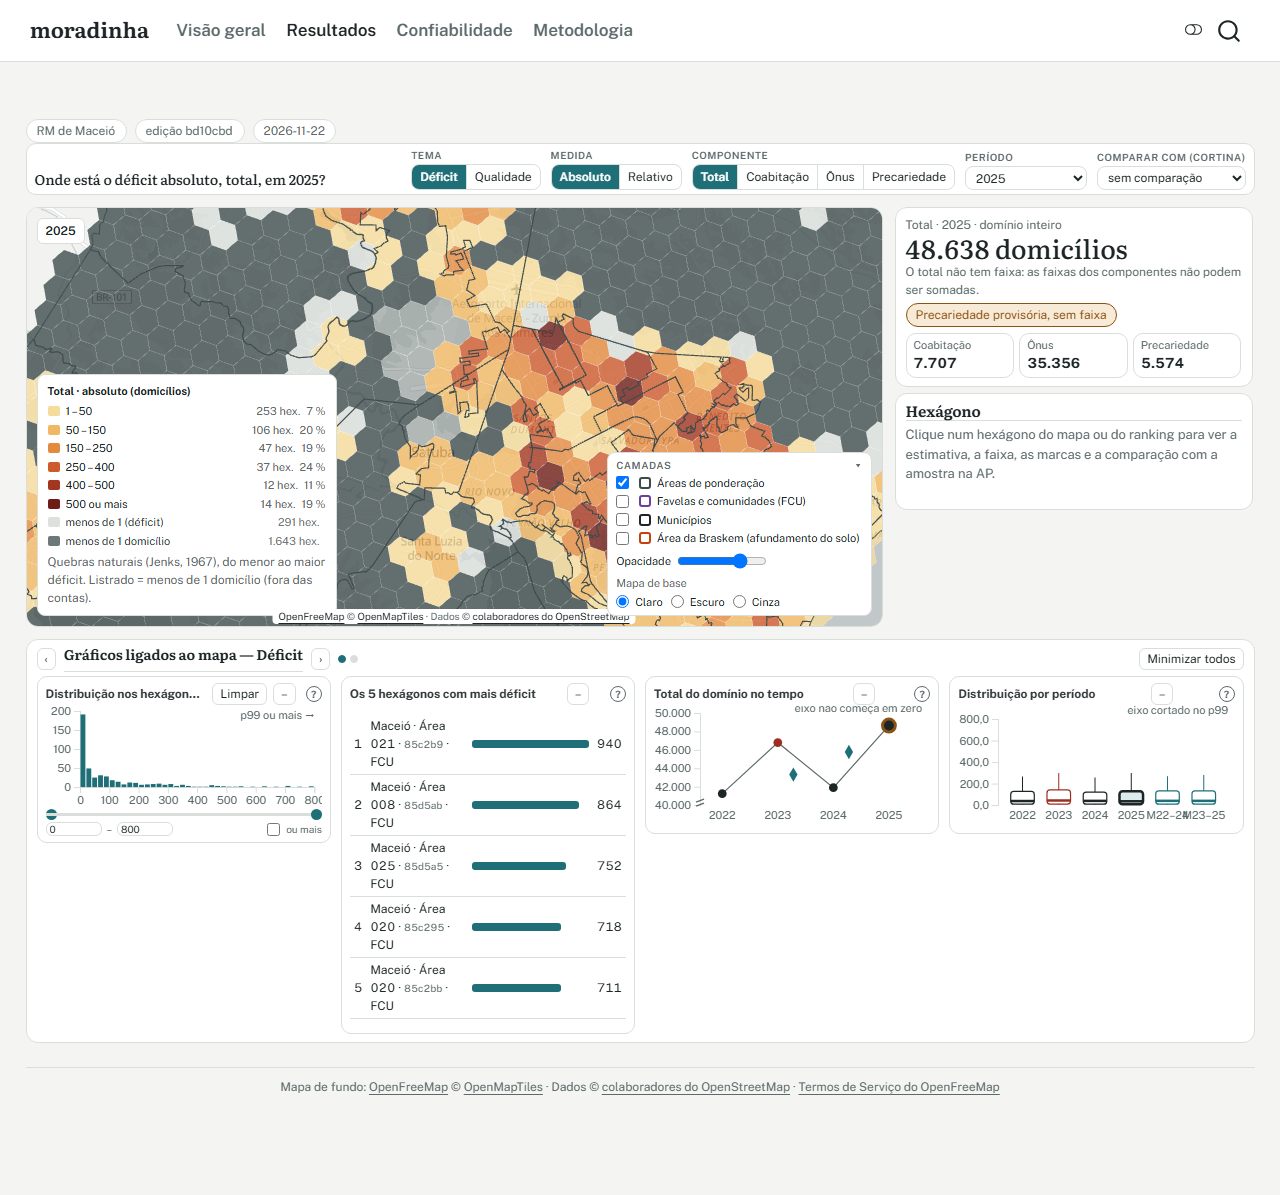 moradinha
Visão geral
Resultados
Confiabilidade
Metodologia
RM de Maceió
edição bd10cbd
2026-11-22
Onde está o déficit absoluto, total, em 2025?
TEMA
Déficit
Qualidade
MEDIDA
Absoluto
Relativo
COMPONENTE
Total
Coabitação
Ônus
Precariedade
PERÍODO
2025
COMPARAR COM (CORTINA)
sem comparação
2025
BR-101
Satuba
RIO NOVO
Santa Luzia
do Norte
Total · absoluto (domicílios)
1–50 253 hex. 7 %
50–150 106 hex. 20 %
150–250 47 hex. 19 %
250–400 37 hex. 24 %
400–500 12 hex. 11 %
500 ou mais 14 hex. 19 %
menos de 1 (déficit) 291 hex.
menos de 1 domicílio 1.643 hex.
Quebras naturais (Jenks, 1967), do menor ao maior
déficit. Listrado = menos de 1 domicílio (fora das
contas).
CAMADAS
Áreas de ponderação
Favelas e comunidades (FCU)
Municípios
Área da Braskem (afundamento do solo)
Opacidade
Mapa de base
Claro Escuro Cinza
OpenFreeMap © OpenMapTiles · Dados © colaboradores do OpenStreetMap
Total · 2025 · domínio inteiro
48.638 domicílios
O total não tem faixa: as faixas dos componentes não podem
ser somadas.
Precariedade provisória, sem faixa
Coabitação
7.707
Ônus
35.356
Precariedade
5.574
Hexágono
Clique num hexágono do mapa ou do ranking para ver a
estimativa, a faixa, as marcas e a comparação com a
amostra na AP.
‹ Gráficos ligados ao mapa — Déficit ›
Minimizar todos
Distribuição nos hexágon...
Limpar
–
?
p99 ou mais →
200
150
100
50
0
0 100 200 300 400 500 600 700 800
0 – 800
ou mais
Os 5 hexágonos com mais déficit
–
?
1 Maceió · Área
021 · 85c2b9 ·
FCU
940
2 Maceió · Área
008 · 85d5ab ·
FCU
864
3 Maceió · Área
025 · 85d5a5 ·
FCU
752
4 Maceió · Área
020 · 85c295 ·
FCU
718
5 Maceió · Área
020 · 85c2bb ·
FCU
711
Total do domínio no tempo
–
?
eixo não começa em zero
50.000
48.000
46.000
44.000
42.000
40.000
2022 2023 2024 2025
Distribuição por período
–
?
eixo cortado no p99
800,0
600,0
400,0
200,0
0,0
2022 2023 2024 2025 M22–24 M23–25
Mapa de fundo: OpenFreeMap © OpenMapTiles · Dados © colaboradores do OpenStreetMap · Termos de Serviço do OpenFreeMap